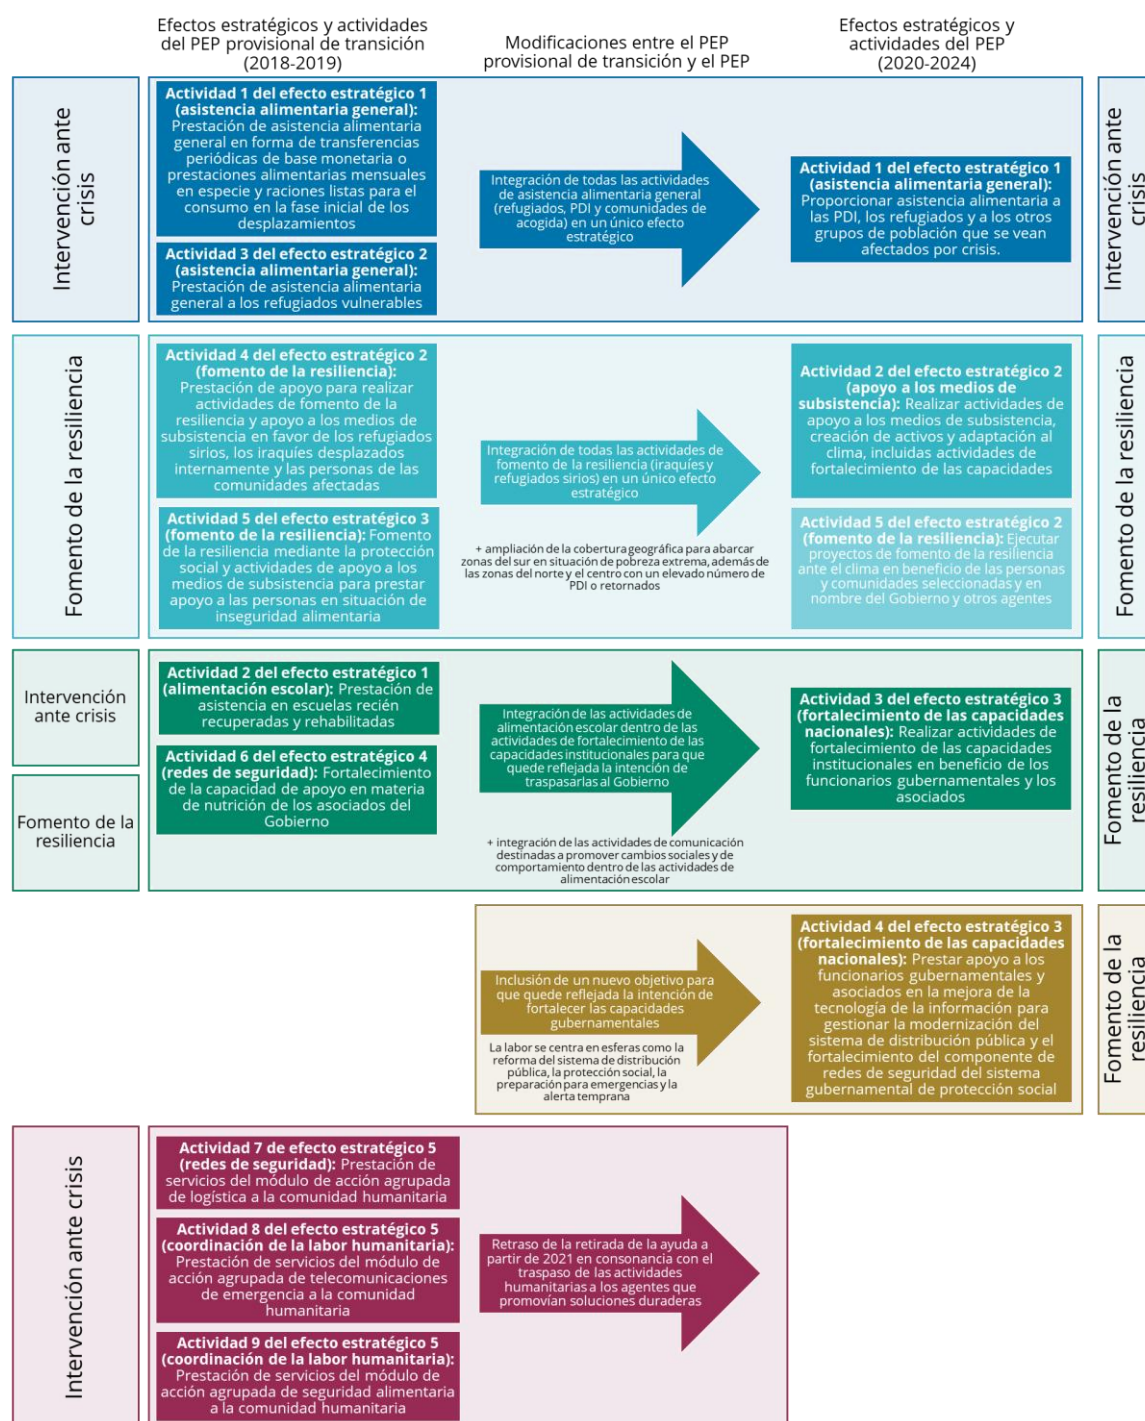 Efectos estratégicos y actividades
del PEP provisional de transición
(2018-2019)
Modificaciones entre el PEP
provisional de transición y el PEP
Efectos estratégicos y
actividades del PEP
(2020-2024)
Intervención ante
crisis
Actividad 1 del efecto estratégico 1
(asistencia alimentaria general):
Prestación de asistencia alimentaria
general en forma de transferencias
periódicas de base monetaria o
prestaciones alimentarias mensuales
en especie y raciones listas para el
consumo en la fase inicial de los
desplazamientos
Actividad 3 del efecto estratégico 2
(asistencia alimentaria general):
Prestación de asistencia alimentaria
general a los refugiados vulnerables
Integración de todas las actividades
de asistencia alimentaria general
(refugiados, PDI y comunidades de
acogida) en un único efecto
estratégico
Actividad 1 del efecto estratégico 1
(asistencia alimentaria general):
Proporcionar asistencia alimentaria a
las PDI, los refugiados y a los otros
grupos de población que se vean
afectados por crisis.
Intervención ante
crisis
Fomento de la resiliencia
Actividad 4 del efecto estratégico 2
(fomento de la resiliencia):
Prestación de apoyo para realizar
actividades de fomento de la
resiliencia y apoyo a los medios de
subsistencia en favor de los refugiados
sirios, los iraquíes desplazados
internamente y las personas de las
comunidades afectadas
Actividad 5 del efecto estratégico 3
(fomento de la resiliencia): Fomento
de la resiliencia mediante la protección
social y actividades de apoyo a
los medios de subsistencia para prestar
apoyo a las personas en situación de
inseguridad alimentaria
Integración de todas las actividades de
fomento de la resiliencia (iraquíes y
refugiados sirios) en un único efecto
estratégico
+ ampliación de la cobertura geográfica para abarcar
zonas del sur en situación de pobreza extrema, además de
las zonas del norte y el centro con un elevado número de
PDI o retornados
Actividad 2 del efecto estratégico 2
(apoyo a los medios de
subsistencia): Realizar actividades de
apoyo a los medios de subsistencia,
creación de activos y adaptación al
clima, incluidas actividades de
fortalecimiento de las capacidades
Actividad 5 del efecto estratégico 2
(fomento de la resiliencia): Ejecutar
proyectos de fomento de la resiliencia
ante el clima en beneficio de las personas
y comunidades seleccionadas y en
nombre del Gobierno y otros agentes
Fomento de la resiliencia
Intervención
ante crisis
Fomento de la
resiliencia
Actividad 2 del efecto estratégico 1
(alimentación escolar): Prestación de
asistencia en escuelas recién
recuperadas y rehabilitadas
Actividad 6 del efecto estratégico 4
(redes de seguridad): Fortalecimiento
de la capacidad de apoyo en materia
de nutrición de los asociados del
Gobierno
Integración de las actividades de
alimentación escolar dentro de las
actividades de fortalecimiento de las
capacidades institucionales para que
quede reflejada la intención de
traspasarlas al Gobierno
+ integración de las actividades de comunicación
destinadas a promover cambios sociales y de
comportamiento dentro de las actividades de
alimentación escolar
Actividad 3 del efecto estratégico 3
(fortalecimiento de las capacidades
nacionales): Realizar actividades de
fortalecimiento de las capacidades
institucionales en beneficio de los
funcionarios gubernamentales y los
asociados
Fomento de la
resiliencia
Inclusión de un nuevo objetivo para
que quede reflejada la intención de
fortalecer las capacidades
gubernamentales
La labor se centra en esferas como la
reforma del sistema de distribución
pública, la protección social, la
preparación para emergencias y la
alerta temprana
Actividad 4 del efecto estratégico 3
(fortalecimiento de las capacidades
nacionales): Prestar apoyo a los
funcionarios gubernamentales y
asociados en la mejora de la
tecnología de la información para
gestionar la modernización del
sistema de distribución pública y el
fortalecimiento del componente de
redes de seguridad del sistema
gubernamental de protección social
Fomento de la
resiliencia
Intervención ante crisis
Actividad 7 de efecto estratégico 5
(redes de seguridad): Prestación de
servicios del módulo de acción agrupada
de logística a la comunidad humanitaria
Actividad 8 del efecto estratégico 5
(coordinación de la labor humanitaria):
Prestación de servicios del módulo de
acción agrupada de telecomunicaciones
de emergencia a la comunidad
humanitaria
Actividad 9 del efecto estratégico 5
(coordinación de la labor humanitaria):
Prestación de servicios del módulo de
acción agrupada de seguridad alimentaria
a la comunidad humanitaria
Retraso de la retirada de la ayuda a
partir de 2021 en consonancia con el
traspaso de las actividades
humanitarias a los agentes que
promovían soluciones duraderas